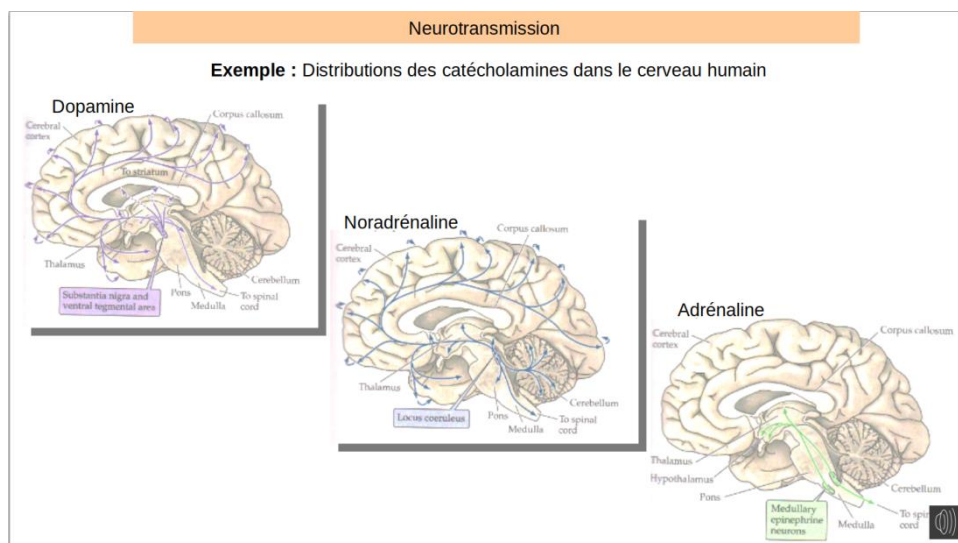 Neurotransmission
Exemple : Distributions des catécholamines dans le cerveau humain
Dopamine
Cerebral
cortex
Corpus callosum
To striatum
Thalamus
Substantia nigra and
ventral tegmental area
Pons
Medulla
Cerebellum
To spinal
cord
Noradrénaline
Cerebral
cortex
Corpus callosum
Thalamus
Locus coeruleus
Pons
Medulla
Cerebellum
To spinal
cord
Adrénaline
Cerebral
cortex
Corpus callosum
Thalamus
Hypothalamus
Pons
Medullary
epinephrine
neurons
Medulla
Cerebellum
To
cord